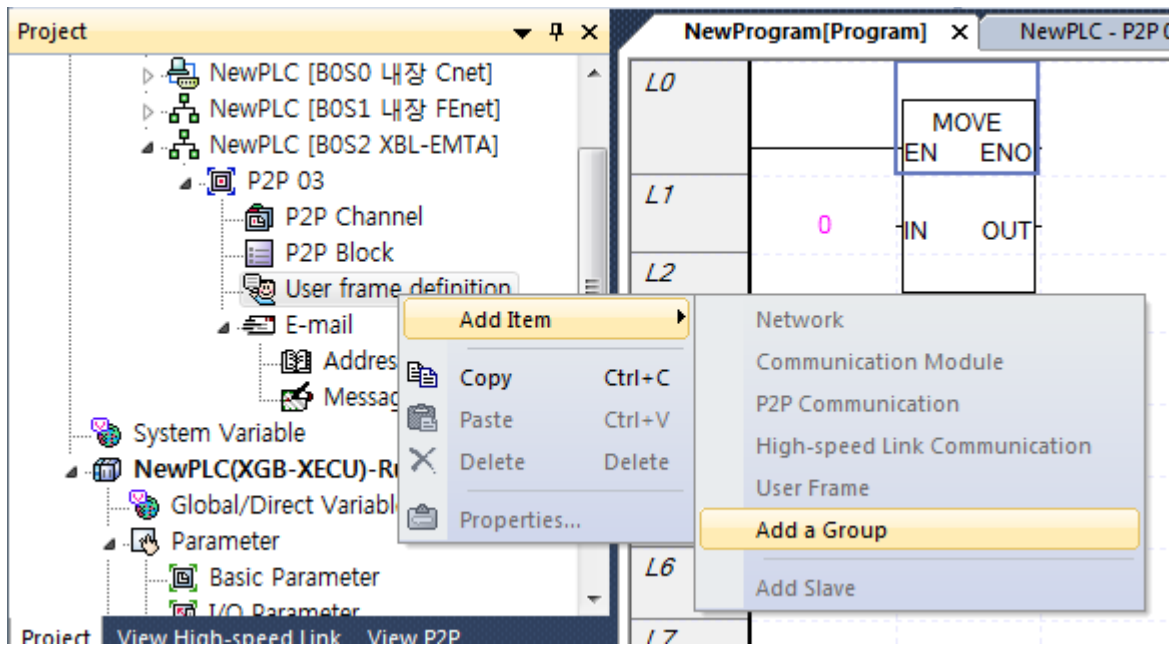 Project
NewProgram[Program]
NewPLC - P2P
NewPLC [B0S0 내장 Cnet]
NewPLC [B0S1 내장 FEnet]
NewPLC [B0S2 XBL-EMTA]
P2P 03
P2P Channel
P2P Block
User frame definition
E-mail
Addres
Messag
System Variable
NewPLC(XGB-XECU)-R
Global/Direct Variabl
Parameter
Basic Parameter
I/O Parameter
Project
View High-speed Link
View P2P
Add Item
Copy Ctrl+C
Paste Ctrl+V
Delete Delete
Properties...
Network
Communication Module
P2P Communication
High-speed Link Communication
User Frame
Add a Group
Add Slave
L0
MOVE
EN ENO
L1
0
IN OUT
L2
L6
L7